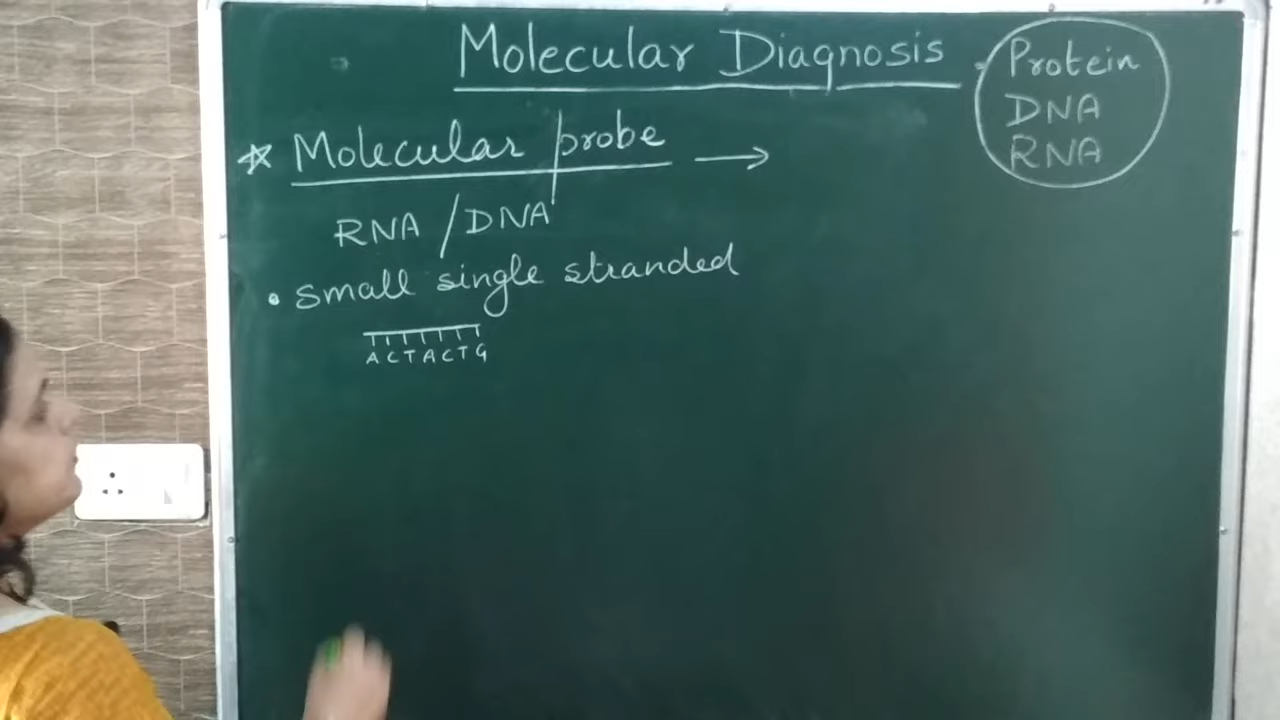 Molecular Diagnosis
Protein
DNA
RNA
☆ Molecular probe →
RNA / DNA
• small single stranded
ACTACTG